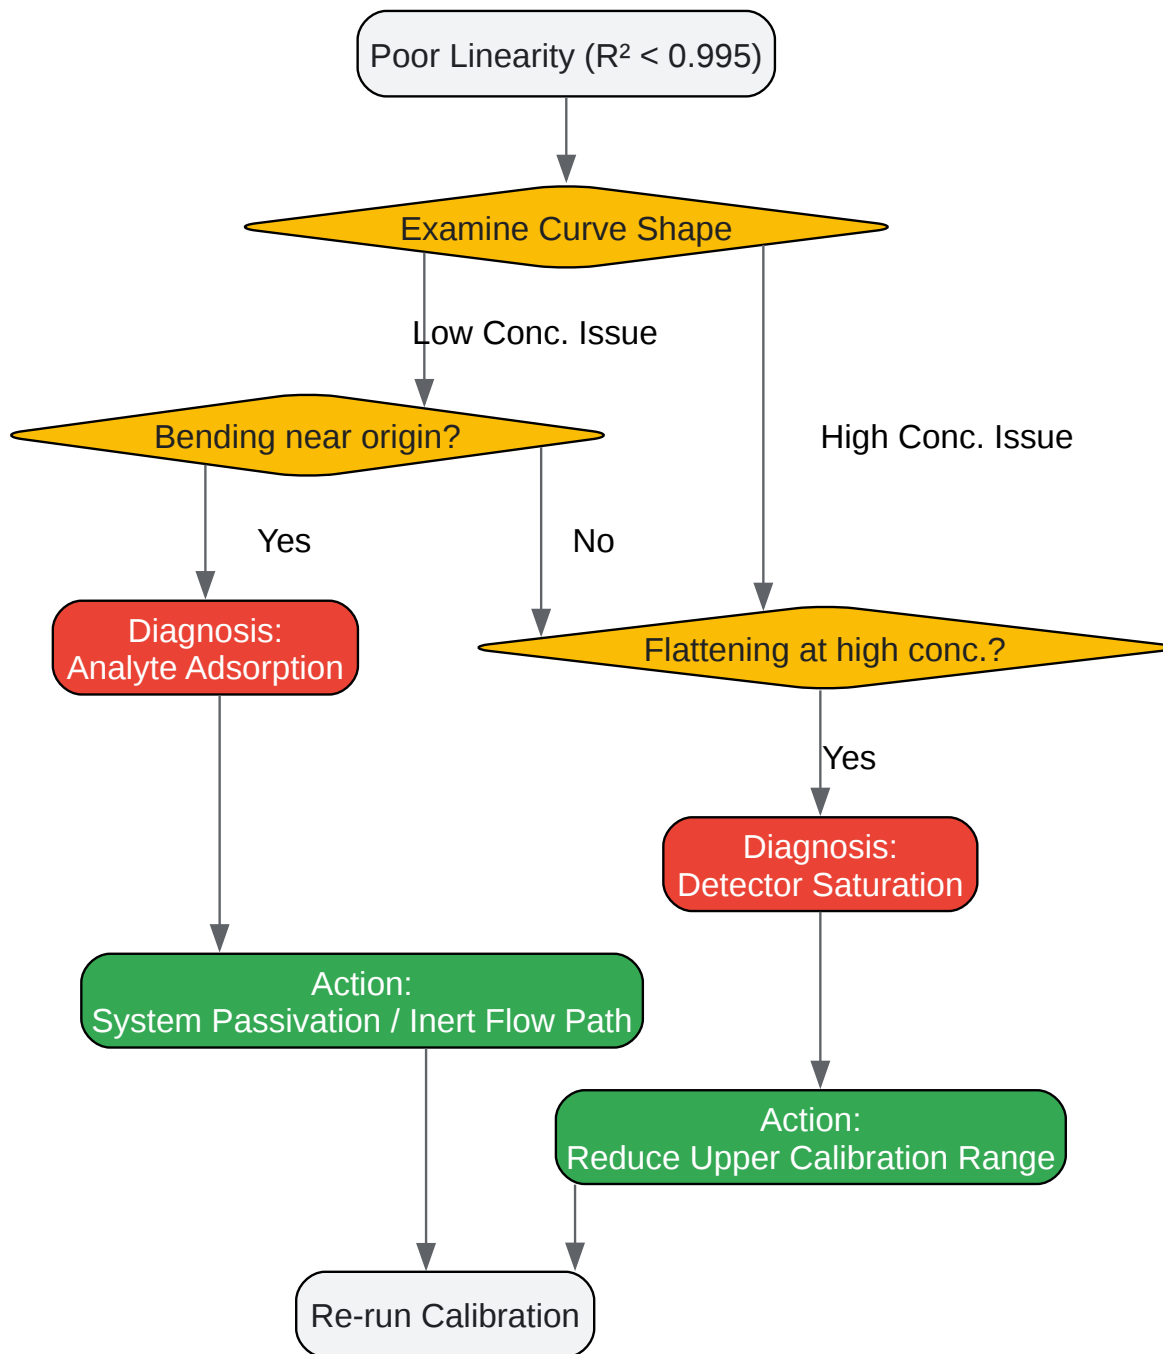 Poor Linearity (R² < 0.995)
Examine Curve Shape
Low Conc. Issue
Bending near origin?
High Conc. Issue
Yes
No
Diagnosis:
Analyte Adsorption
Flattening at high conc.?
Yes
Diagnosis:
Detector Saturation
Action:
System Passivation / Inert Flow Path
Action:
Reduce Upper Calibration Range
Re-run Calibration